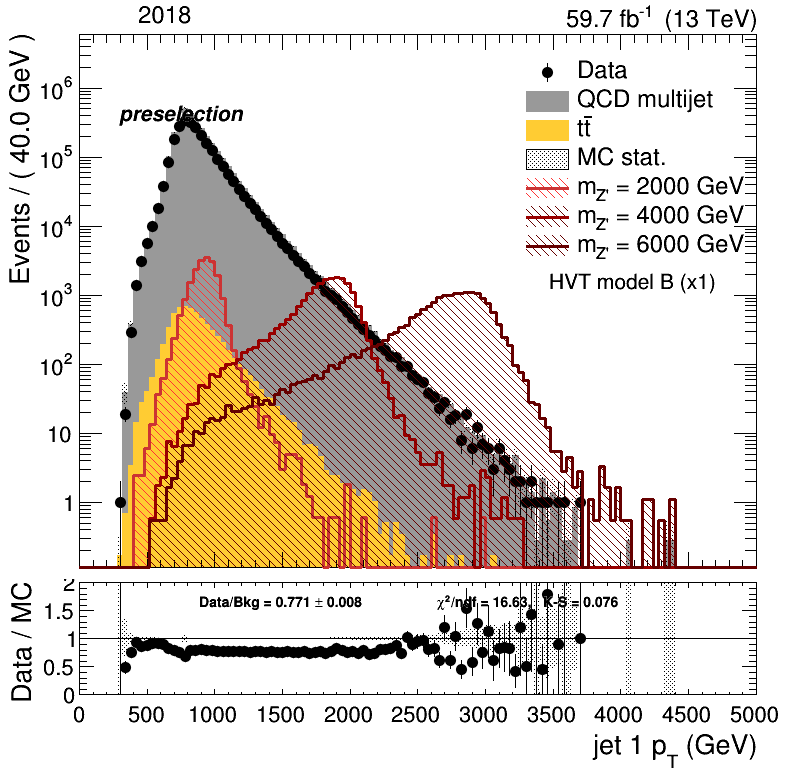 2018
59.7 fb⁻¹ (13 TeV)
Events / ( 40.0 GeV )
10⁶
10⁵
10⁴
10³
10²
10
1
preselection
Data
QCD multijet
tt̄
MC stat.
m_Z' = 2000 GeV
m_Z' = 4000 GeV
m_Z' = 6000 GeV
HVT model B (x1)
Data / MC
2
1.5
1
0.5
0
Data/Bkg = 0.771 ± 0.008
χ²/ndf = 16.63, K-S = 0.076
0 500 1000 1500 2000 2500 3000 3500 4000 4500 5000
jet 1 p_T (GeV)